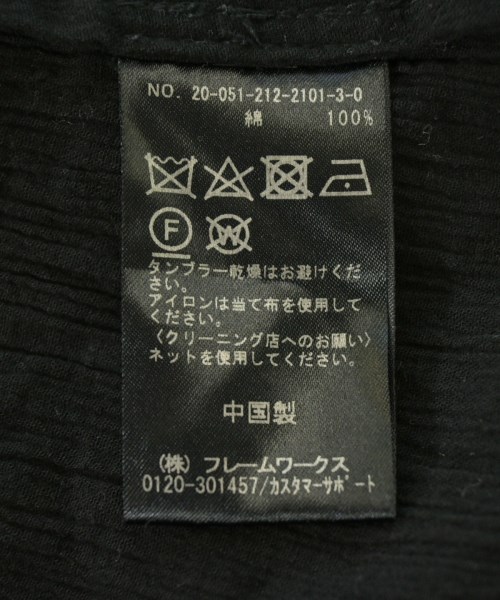 NO. 20-051-212-2101-3-0
綿 100%
F W
タンブラー乾燥はお避けくだ
さい。
アイロンは当て布を使用して
ください。
〈クリーニング店へのお願い〉
ネットを使用してください。
中国製
(株) フレームワークス
0120-301457/カスタマーサポート